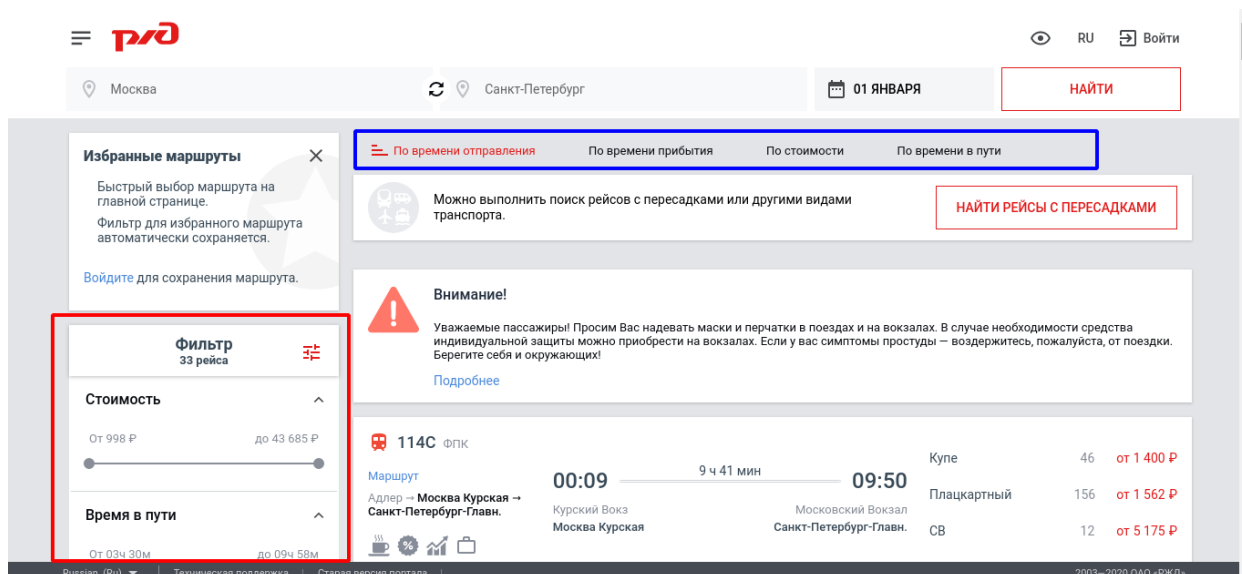 ржд
RU
Войти
Москва
Санкт-Петербург
01 ЯНВАРЯ
НАЙТИ
Избранные маршруты
Быстрый выбор маршрута на
главной странице.
Фильтр для избранного маршрута
автоматически сохраняется.
Войдите для сохранения маршрута.
Фильтр
33 рейса
Стоимость
От 998 ₽
до 43 685 ₽
Время в пути
От 03ч 30м
до 09ч 58м
По времени отправления
По времени прибытия
По стоимости
По времени в пути
Можно выполнить поиск рейсов с пересадками или другими видами
транспорта.
НАЙТИ РЕЙСЫ С ПЕРЕСАДКАМИ
Внимание!
Уважаемые пассажиры! Просим Вас надевать маски и перчатки в поездах и на вокзалах. В случае необходимости средства
индивидуальной защиты можно приобрести на вокзалах. Если у вас симптомы простуды — воздержитесь, пожалуйста, от поездки.
Берегите себя и окружающих!
Подробнее
114С ФПК
Маршрут
Адлер → Москва Курская →
Санкт-Петербург-Главн.
00:09
9 ч 41 мин
09:50
Курский Вокз
Московский Вокзал
Москва Курская
Санкт-Петербург-Главн.
Купе 46 от 1 400 ₽
Плацкартный 156 от 1 562 ₽
СВ 12 от 5 175 ₽
Russian (Ru)
Техническая поддержка
Старая версия портала
2003—2020 ОАО «РЖД»